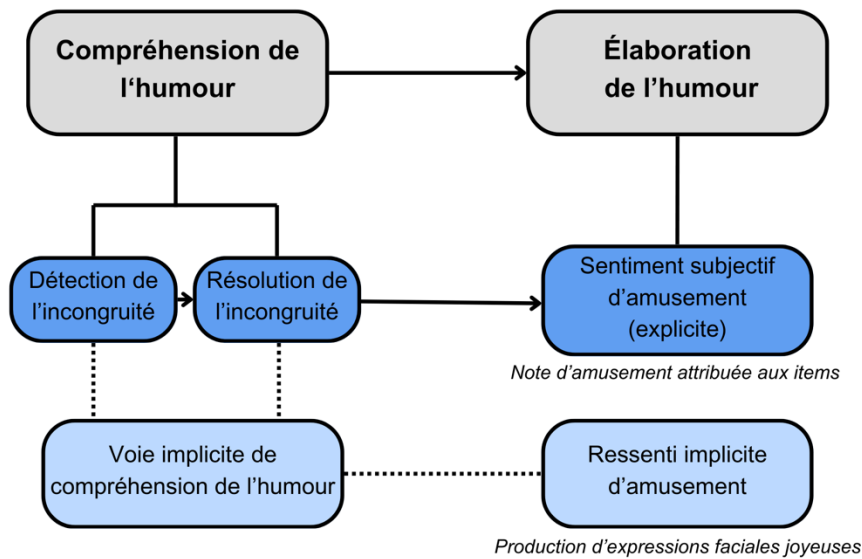 Compréhension de
l‘humour
Élaboration
de l’humour
Détection de
l’incongruité
Résolution de
l’incongruité
Sentiment subjectif
d’amusement
(explicite)
Note d’amusement attribuée aux items
Voie implicite de
compréhension de l’humour
Ressenti implicite
d’amusement
Production d’expressions faciales joyeuses